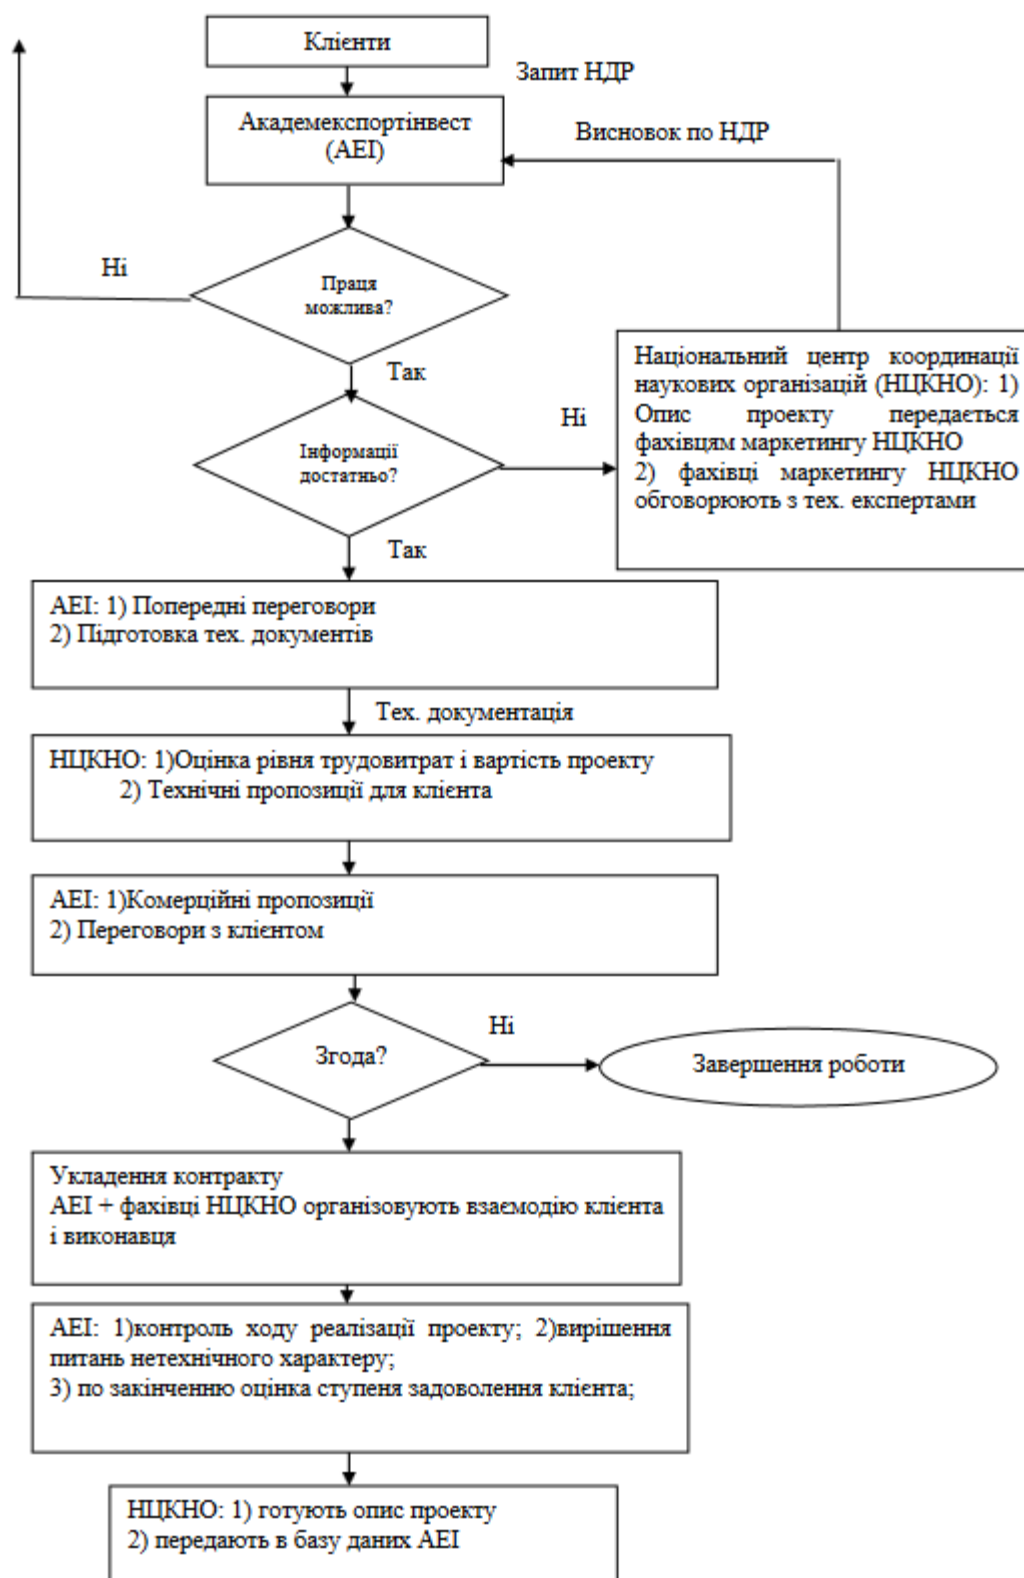 Клієнти
Запит НДР
Академекспортінвест
(АЕІ)
Висновок по НДР
Ні
Праця
можлива?
Так
Національний центр координації
наукових організацій (НЦКНО): 1)
Опис проекту передається
фахівцям маркетингу НЦКНО
2) фахівці маркетингу НЦКНО
обговорюють з тех. експертами
Ні
Інформації
достатньо?
Так
АЕІ: 1) Попередні переговори
2) Підготовка тех. документів
Тех. документація
НЦКНО: 1)Оцінка рівня трудовитрат і вартість проекту
2) Технічні пропозиції для клієнта
АЕІ: 1)Комерційні пропозиції
2) Переговори з клієнтом
Ні
Згода?
Завершення роботи
Укладення контракту
АЕІ + фахівці НЦКНО організовують взаємодію клієнта
і виконавця
АЕІ: 1)контроль ходу реалізації проекту; 2)вирішення
питань нетехнічного характеру;
3) по закінченню оцінка ступеня задоволення клієнта;
НЦКНО: 1) готують опис проекту
2) передають в базу даних АЕІ